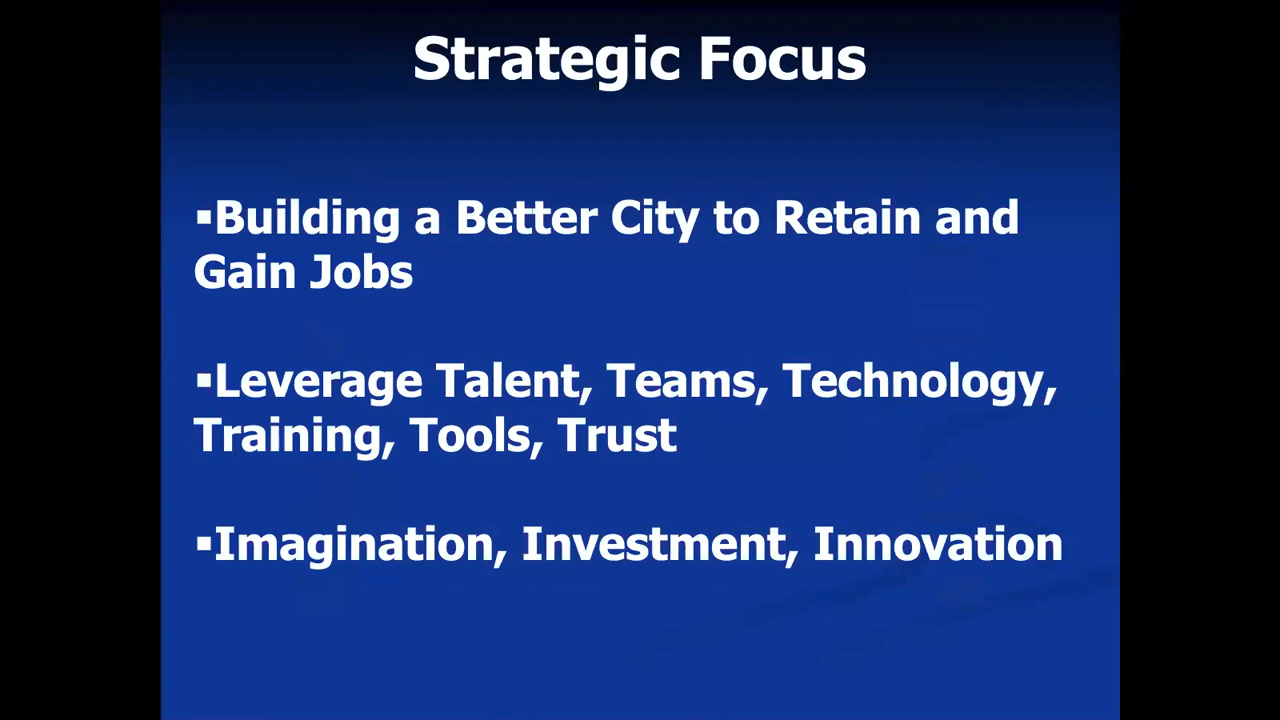 Strategic Focus
▪Building a Better City to Retain and
Gain Jobs
▪Leverage Talent, Teams, Technology,
Training, Tools, Trust
▪Imagination, Investment, Innovation